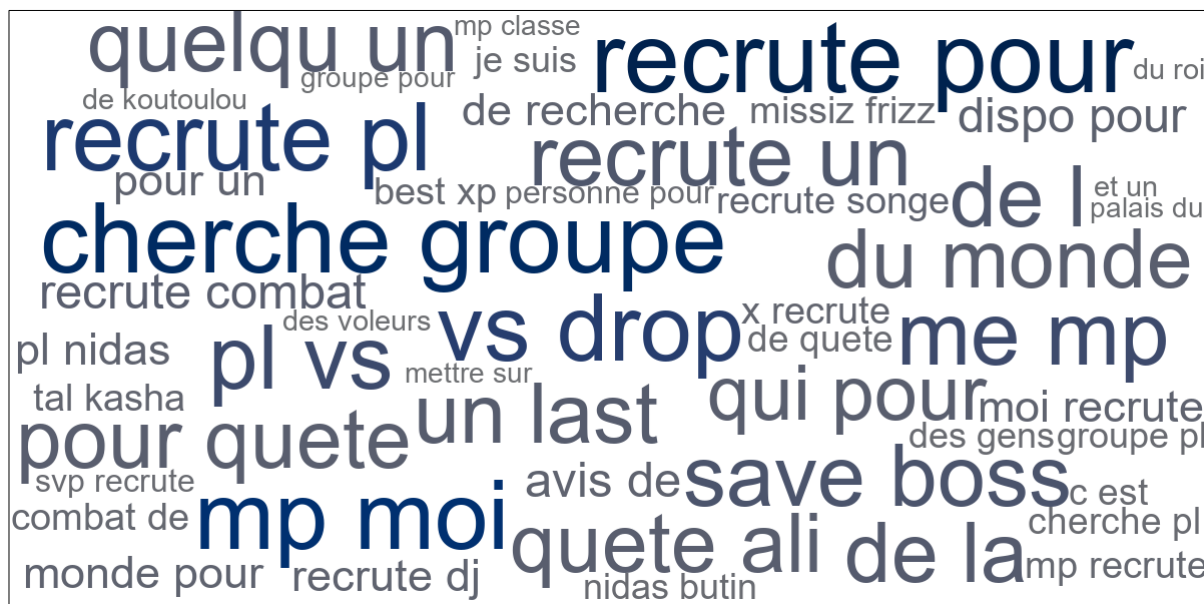 quelqu un
mp classe
je suis
groupe pour
recrute pour
du roi
de koutoulou
recrute pl
de recherche
missiz frizz
dispo pour
recrute un
pour un
best xp
personne pour
recrute songe
de l
et un
palais du
cherche groupe
du monde
recrute combat
des voleurs
vs drop
x recrute
de quete
me mp
pl nidas
pl vs
mettre sur
tal kasha
un last
qui pour
moi recrute
pour quete
des gens
groupe pl
svp recrute
avis de
save boss
c est
combat de
mp moi
quete ali
de la
cherche pl
mp recrute
monde pour
recrute dj
nidas butin